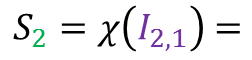 S₂ = χ(I₂,₁) =